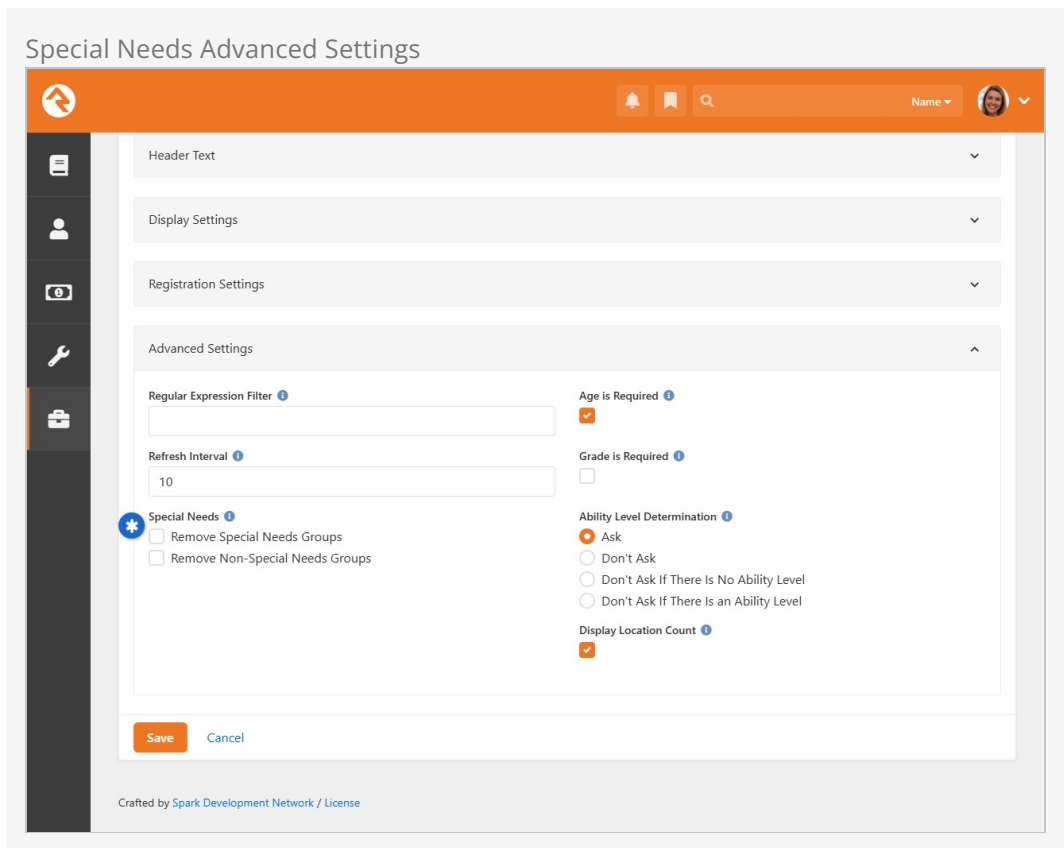 Special Needs Advanced Settings
Name
Header Text
Display Settings
Registration Settings
Advanced Settings
Regular Expression Filter
Refresh Interval
10
Special Needs
Remove Special Needs Groups
Remove Non-Special Needs Groups
Age is Required
Grade is Required
Ability Level Determination
Ask
Don't Ask
Don't Ask If There Is No Ability Level
Don't Ask If There Is an Ability Level
Display Location Count
Save Cancel
Crafted by Spark Development Network / License